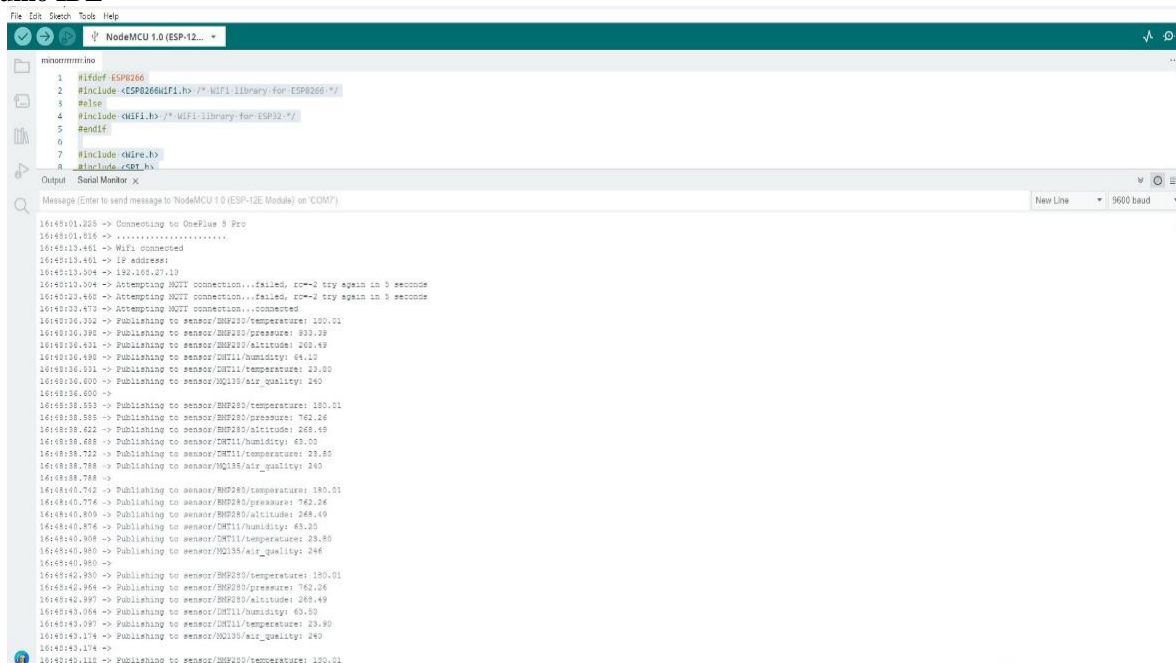 File Edit Sketch Tools Help
NodeMCU 1.0 (ESP-12...
minorrrrrrrr.ino
1 #ifdef ESP8266
2 #include <ESP8266WiFi.h> /* WiFi library for ESP8266 */
3 #else
4 #include <WiFi.h> /* WiFi library for ESP32 */
5 #endif
6
7 #include <Wire.h>
8 #include <SPI.h>
Output Serial Monitor
Message (Enter to send message to 'NodeMCU 1.0 (ESP-12E Module)' on 'COM7')
New Line 9600 baud
16:48:01.225 -> Connecting to OnePlus 8 Pro
16:48:01.816 -> ......................
16:48:13.461 -> WiFi connected
16:48:13.461 -> IP address:
16:48:13.504 -> 192.168.27.10
16:48:13.504 -> Attempting MQTT connection...failed, rc=-2 try again in 5 seconds
16:48:23.468 -> Attempting MQTT connection...failed, rc=-2 try again in 5 seconds
16:48:33.473 -> Attempting MQTT connection...connected
16:48:36.352 -> Publishing to sensor/BMP280/temperature: 180.01
16:48:36.398 -> Publishing to sensor/BMP280/pressure: 933.39
16:48:36.431 -> Publishing to sensor/BMP280/altitude: 268.49
16:48:36.498 -> Publishing to sensor/DHT11/humidity: 64.10
16:48:36.531 -> Publishing to sensor/DHT11/temperature: 23.80
16:48:36.600 -> Publishing to sensor/MQ135/air_quality: 240
16:48:36.600 ->
16:48:38.553 -> Publishing to sensor/BMP280/temperature: 180.01
16:48:38.585 -> Publishing to sensor/BMP280/pressure: 762.26
16:48:38.622 -> Publishing to sensor/BMP280/altitude: 268.49
16:48:38.688 -> Publishing to sensor/DHT11/humidity: 63.00
16:48:38.722 -> Publishing to sensor/DHT11/temperature: 23.80
16:48:38.788 -> Publishing to sensor/MQ135/air_quality: 240
16:48:38.788 ->
16:48:40.742 -> Publishing to sensor/BMP280/temperature: 180.01
16:48:40.776 -> Publishing to sensor/BMP280/pressure: 762.26
16:48:40.809 -> Publishing to sensor/BMP280/altitude: 268.49
16:48:40.876 -> Publishing to sensor/DHT11/humidity: 63.20
16:48:40.908 -> Publishing to sensor/DHT11/temperature: 23.80
16:48:40.980 -> Publishing to sensor/MQ135/air_quality: 246
16:48:40.980 ->
16:48:42.930 -> Publishing to sensor/BMP280/temperature: 180.01
16:48:42.964 -> Publishing to sensor/BMP280/pressure: 762.26
16:48:42.997 -> Publishing to sensor/BMP280/altitude: 268.49
16:48:43.064 -> Publishing to sensor/DHT11/humidity: 63.50
16:48:43.097 -> Publishing to sensor/DHT11/temperature: 23.90
16:48:43.174 -> Publishing to sensor/MQ135/air_quality: 240
16:48:43.174 ->
16:48:45.118 -> Publishing to sensor/BMP280/temperature: 180.01